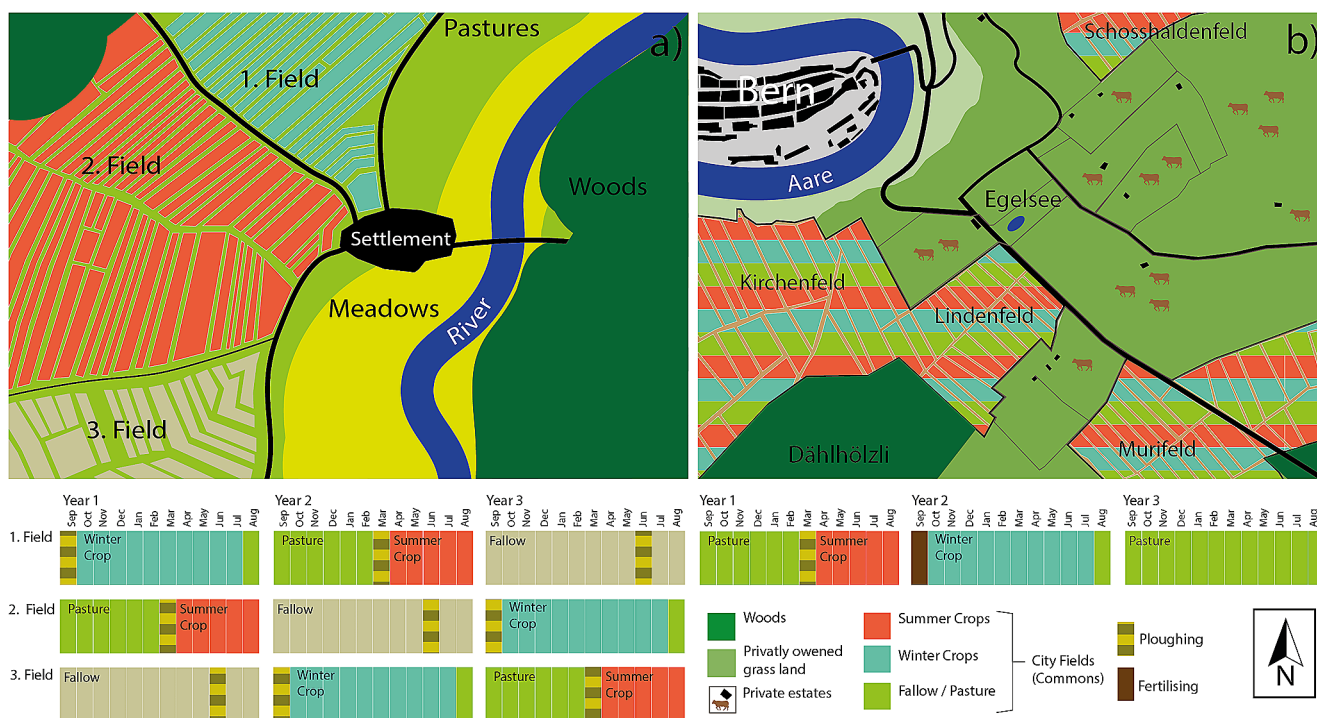 Pastures
a)
1. Field
2. Field
Woods
Settlement
Meadows
River
3. Field
b)
Schosshaldenfeld
Bern
Aare
Egelsee
Kirchenfeld
Lindenfeld
Dählhölzli
Murifeld
Year 1
Sep Oct Nov Dec Jan Feb Mar Apr May Jun Jul Aug
Year 2
Sep Oct Nov Dec Jan Feb Mar Apr May Jun Jul Aug
Year 3
Sep Oct Nov Dec Jan Feb Mar Apr May Jun Jul Aug
1. Field
Winter
Crop
Pasture
Summer
Crop
Fallow
2. Field
Pasture
Summer
Crop
Fallow
Winter
Crop
3. Field
Fallow
Winter
Crop
Pasture
Summer
Crop
Year 1
Sep Oct Nov Dec Jan Feb Mar Apr May Jun Jul Aug
Year 2
Sep Oct Nov Dec Jan Feb Mar Apr May Jun Jul Aug
Year 3
Sep Oct Nov Dec Jan Feb Mar Apr May Jun Jul Aug
Pasture
Summer
Crop
Winter
Crop
Pasture
Woods
Privatly owened
grass land
Private estates
Summer Crops
Winter Crops
Fallow / Pasture
City Fields
(Commons)
Ploughing
Fertilising
N